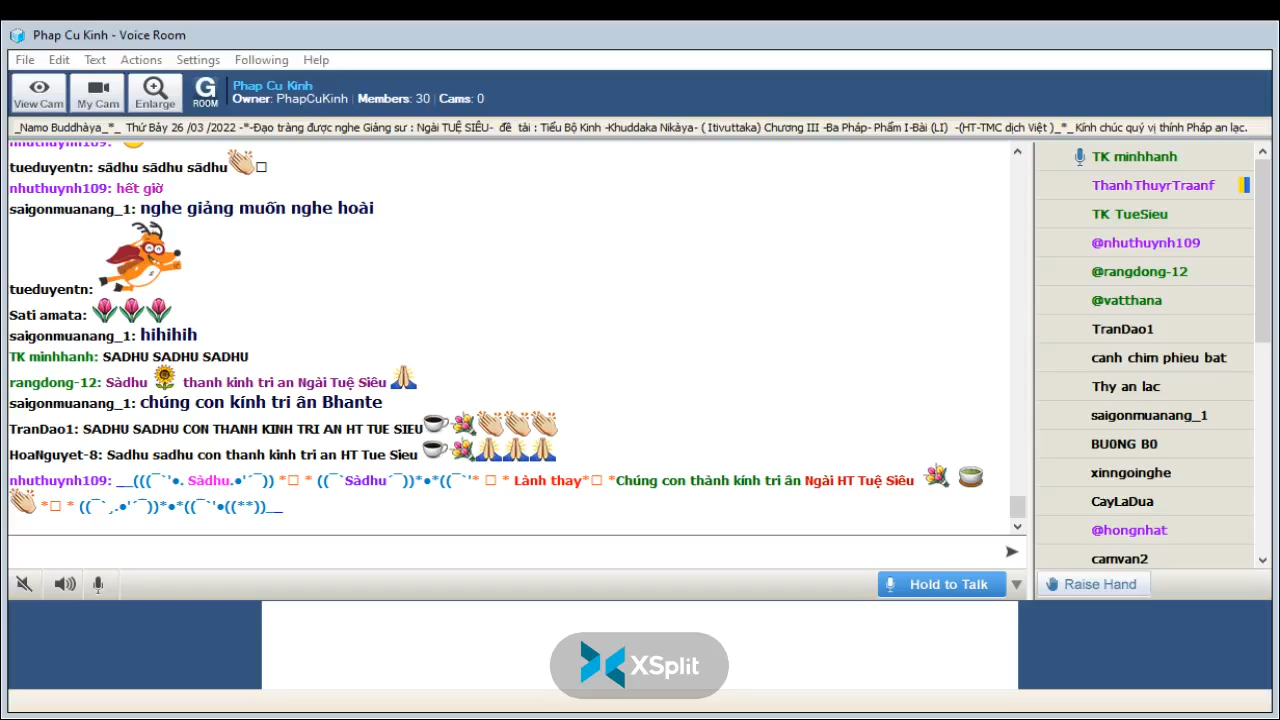 Phap Cu Kinh - Voice Room
File Edit Text Actions Settings Following Help
View Cam My Cam Enlarge G ROOM
Phap Cu Kinh
Owner: PhapCuKinh | Members: 30 | Cams: 0
_Namo Buddhàya_*_ Thứ Bảy 26 /03 /2022 -*-Đạo tràng được nghe Giảng sư : Ngài TUỆ SIÊU- đề tài : Tiểu Bộ Kinh -Khuddaka Nikàya- ( Itivuttaka) Chương III -Ba Pháp- Phẩm I-Bài (LI) -(HT-TMC dịch Việt )_*_ Kính chúc quý vị thính Pháp an lạc.
nhuthuynh109:
tueduyentn: sādhu sādhu sādhu
nhuthuynh109: hết giờ
saigonmuanang_1: nghe giảng muốn nghe hoài
tueduyentn:
Sati amata:
saigonmuanang_1: hihihih
TK minhhanh: SADHU SADHU SADHU
rangdong-12: Sàdhu thanh kinh tri an Ngài Tuệ Siêu
saigonmuanang_1: chúng con kính tri ân Bhante
TranDao1: SADHU SADHU CON THANH KINH TRI AN HT TUE SIEU
HoaNguyet-8: Sadhu sadhu con thanh kinh tri an HT Tue Sieu
nhuthuynh109: __(((¯`'•. Sàdhu.•'´¯)) *□ * ((¯`Sàdhu´¯))*•*((¯`'* □ * Lành thay*□ *Chúng con thành kính tri ân Ngài HT Tuệ Siêu
*□ * ((¯`¸.•'´¯))*•*((¯`'•((**))__
TK minhhanh
ThanhThuyrTraanf
TK TueSieu
@nhuthuynh109
@rangdong-12
@vatthana
TranDao1
canh chim phieu bat
Thy an lac
saigonmuanang_1
BU0NG B0
xinngoinghe
CayLaDua
@hongnhat
camvan2
Hold to Talk
Raise Hand
XSplit